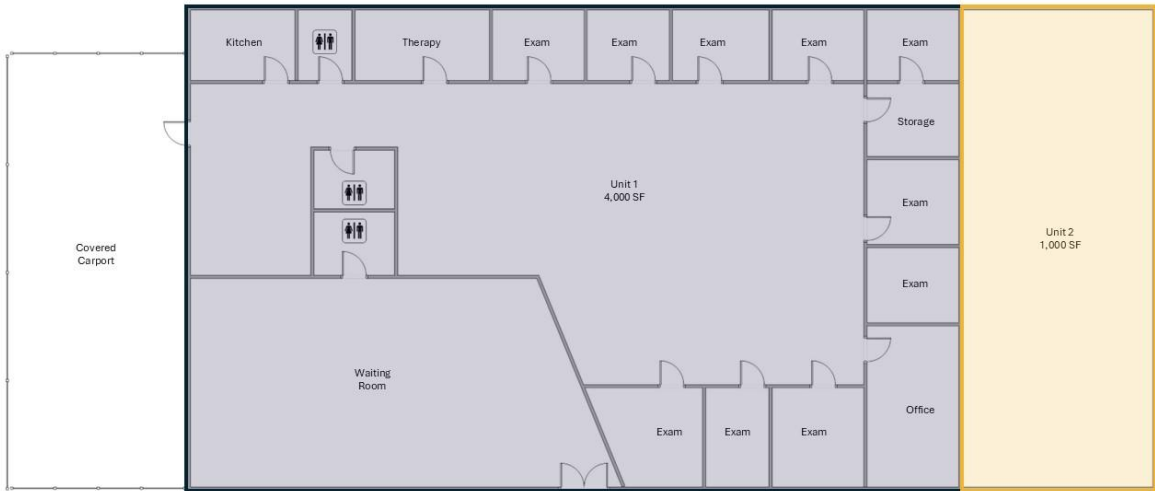 Kitchen
Therapy
Exam
Exam
Exam
Exam
Exam
Storage
Unit 1
4,000 SF
Exam
Covered
Carport
Unit 2
1,000 SF
Exam
Waiting
Room
Office
Exam
Exam
Exam